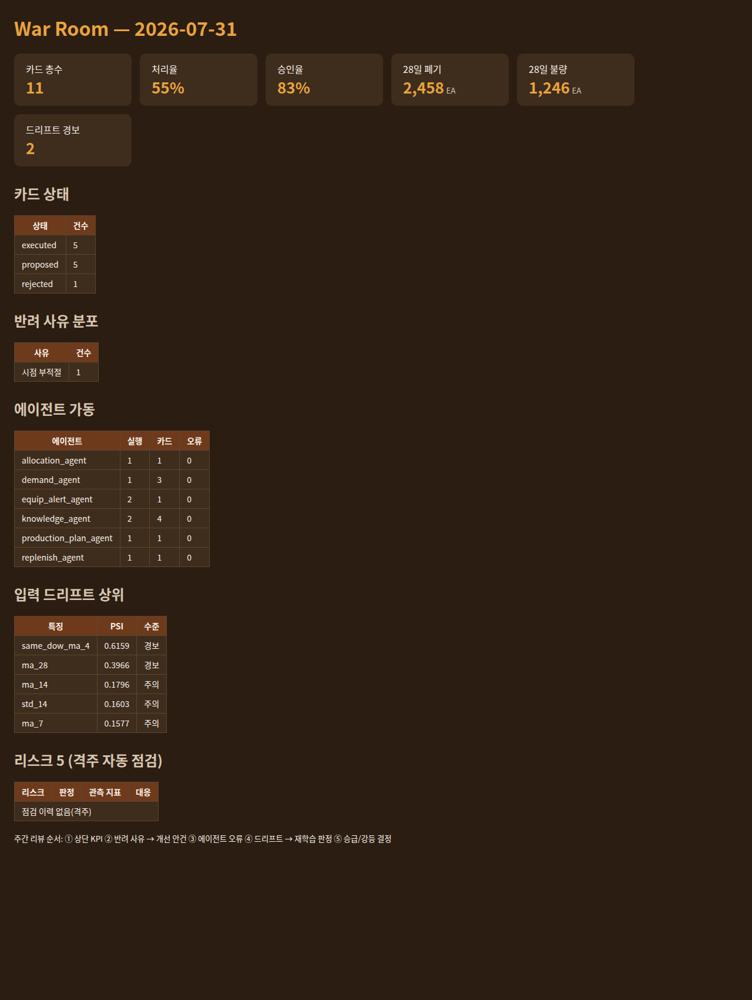 War Room — 2026-07-31
카드 총수 처리율 승인율 28일 폐기 28일 불량
11 55% 83% 2,458 EA 1,246 EA
드리프트 경보
2
카드 상태
상태 건수
executed 5
proposed 5
rejected 1
반려 사유 분포
사유 건수
시점 부적절 1
에이전트 가동
에이전트 실행 카드 오류
allocation_agent 1 1 0
demand_agent 1 3 0
equip_alert_agent 2 1 0
knowledge_agent 2 4 0
production_plan_agent 1 1 0
replenish_agent 1 1 0
입력 드리프트 상위
특징 PSI 수준
same_dow_ma_4 0.6159 경보
ma_28 0.3966 경보
ma_14 0.1796 주의
std_14 0.1603 주의
ma_7 0.1577 주의
리스크 5 (격주 자동 점검)
리스크 판정 관측 지표 대응
점검 이력 없음(격주)
주간 리뷰 순서: ① 상단 KPI ② 반려 사유 → 개선 안건 ③ 에이전트 오류 ④ 드리프트 → 재학습 판정 ⑤ 승급/강등 결정